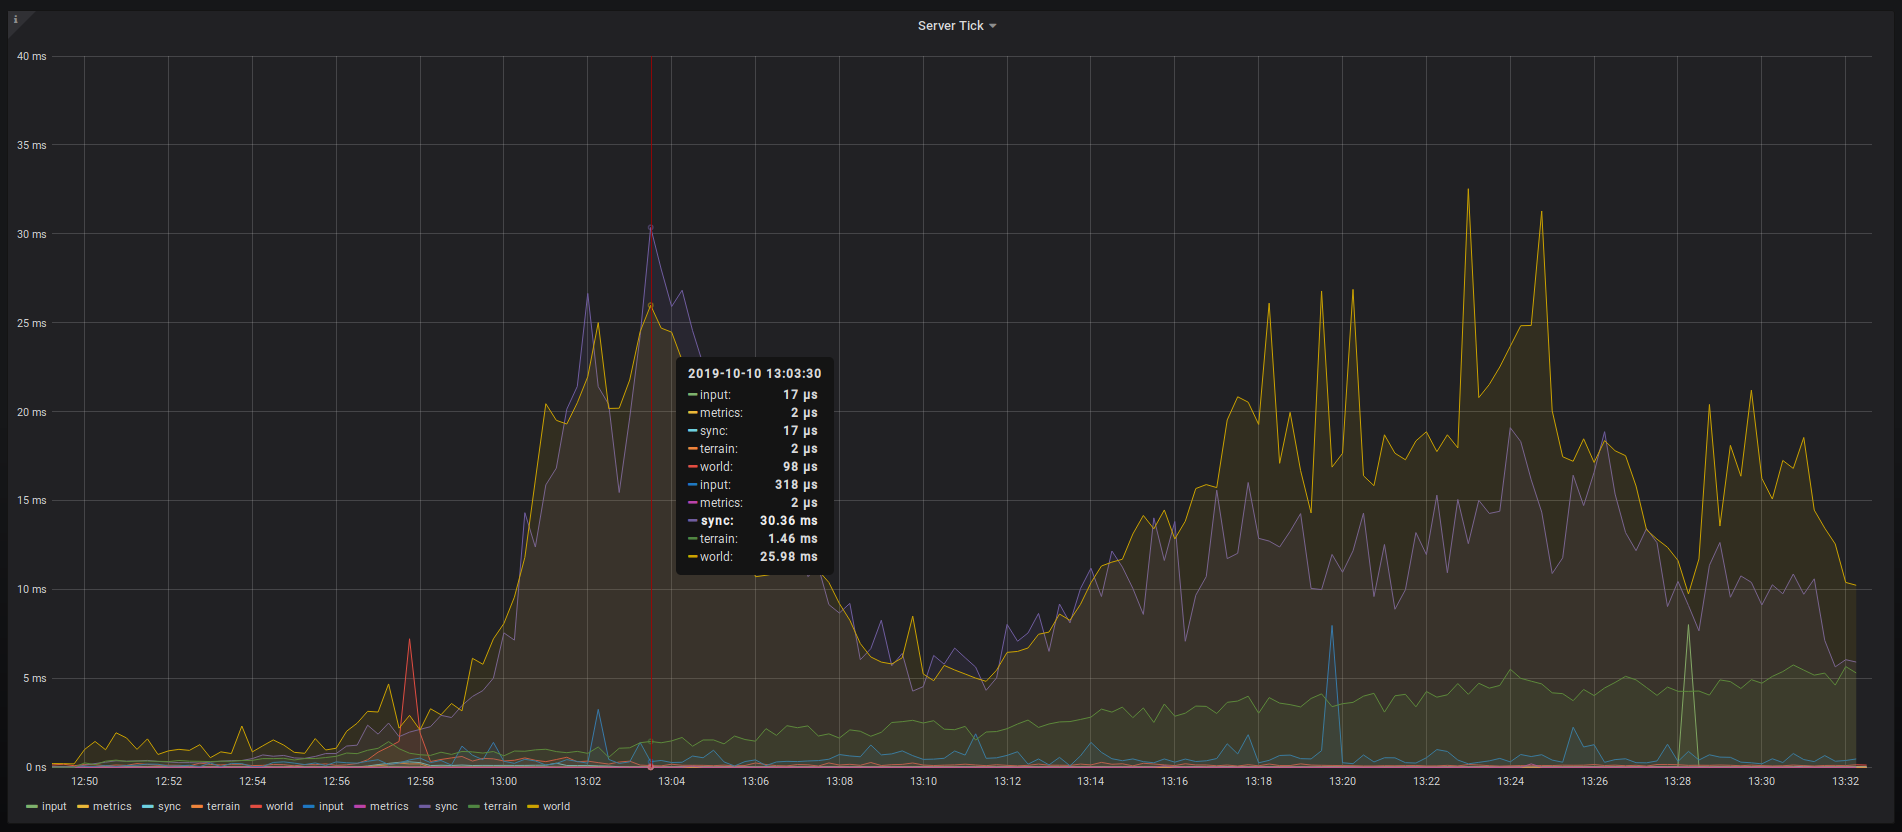 i
Server Tick
40 ms
35 ms
30 ms
25 ms
20 ms
15 ms
10 ms
5 ms
0 ns
2019-10-10 13:03:30
input: 17 µs
metrics: 2 µs
sync: 17 µs
terrain: 2 µs
world: 98 µs
input: 318 µs
metrics: 2 µs
sync: 30.36 ms
terrain: 1.46 ms
world: 25.98 ms
12:50 12:52 12:54 12:56 12:58 13:00 13:02 13:04 13:06 13:08 13:10 13:12 13:14 13:16 13:18 13:20 13:22 13:24 13:26 13:28 13:30 13:32
input metrics sync terrain world input metrics sync terrain world